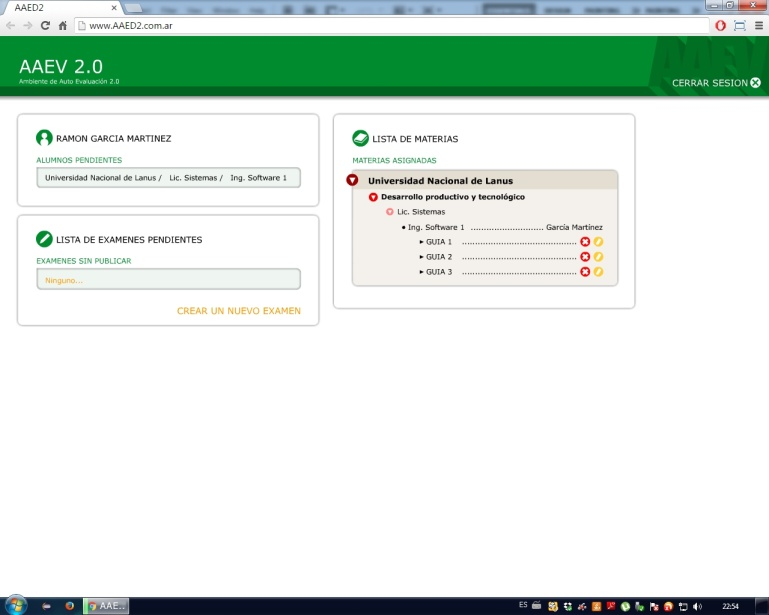 AAED2
www.AAED2.com.ar
AAEV 2.0
Ambiente de Auto Evaluación 2.0
AAEV
CERRAR SESION
RAMON GARCIA MARTINEZ
ALUMNOS PENDIENTES
Universidad Nacional de Lanus / Lic. Sistemas / Ing. Software 1
LISTA DE EXAMENES PENDIENTES
EXAMENES SIN PUBLICAR
Ninguno...
CREAR UN NUEVO EXAMEN
LISTA DE MATERIAS
MATERIAS ASIGNADAS
Universidad Nacional de Lanus
Desarrollo productivo y tecnológico
Lic. Sistemas
Ing. Software 1 ........................... García Martínez
GUIA 1
GUIA 2
GUIA 3
AAE...
ES
22:54